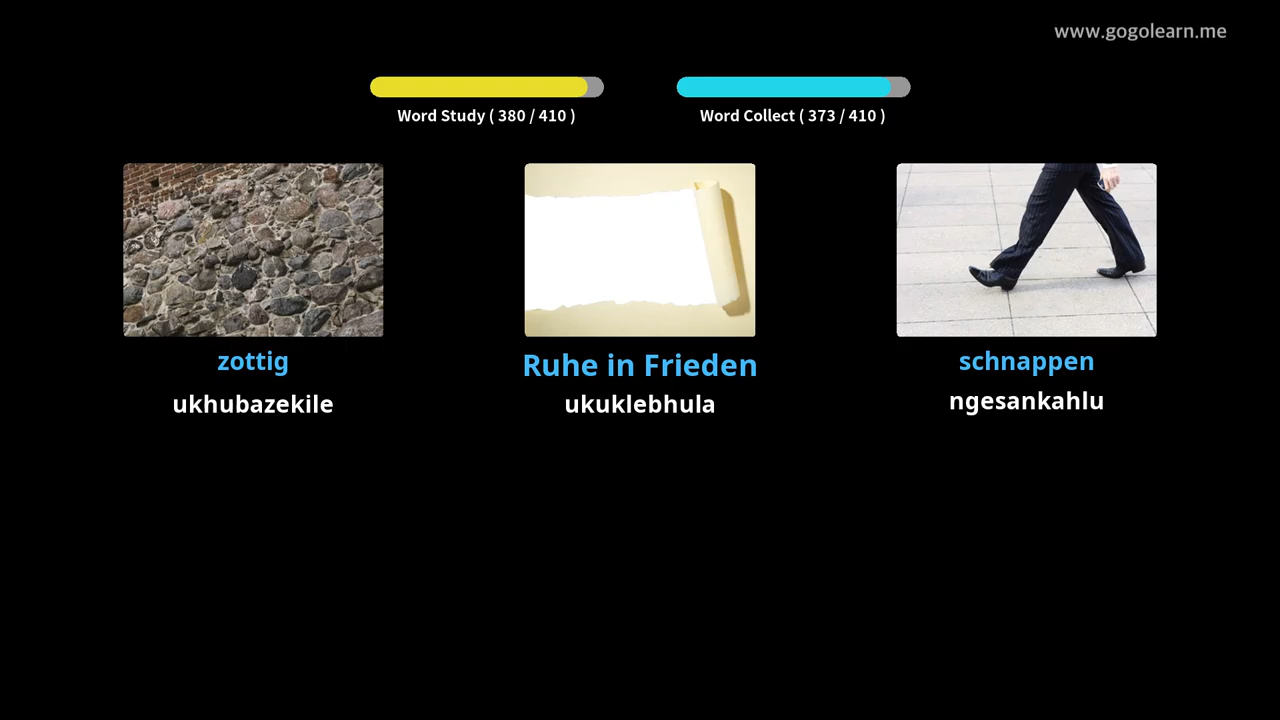 www.gogolearn.me
Word Study ( 380 / 410 )
Word Collect ( 373 / 410 )
zottig
Ruhe in Frieden
schnappen
ukhubazekile
ukuklebhula
ngesankahlu